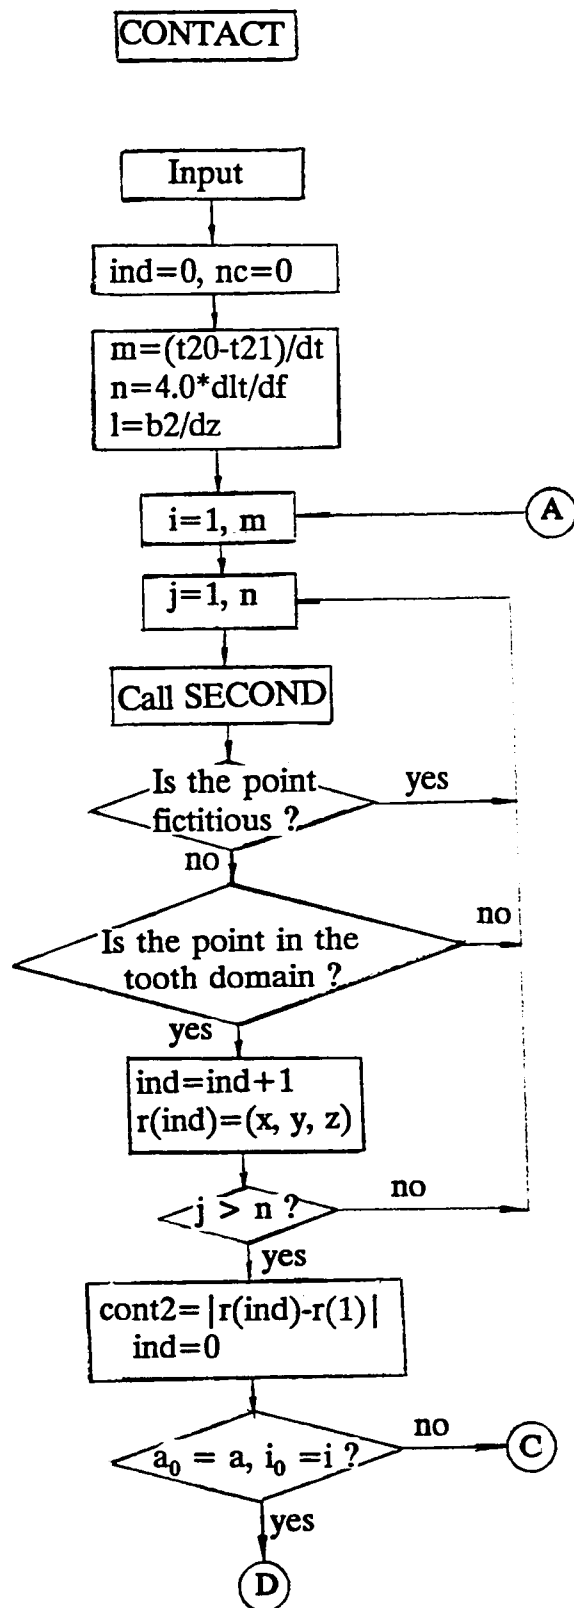 CONTACT
Input
ind=0, nc=0
m=(t20-t21)/dt
n=4.0*dlt/df
l=b2/dz
i=1, m
A
j=1, n
Call SECOND
Is the point
fictitious ?
yes
no
Is the point in the
tooth domain ?
no
yes
ind=ind+1
r(ind)=(x, y, z)
j > n ?
no
yes
cont2=|r(ind)-r(1)|
ind=0
a₀ = a, i₀ =i ?
no
C
yes
D